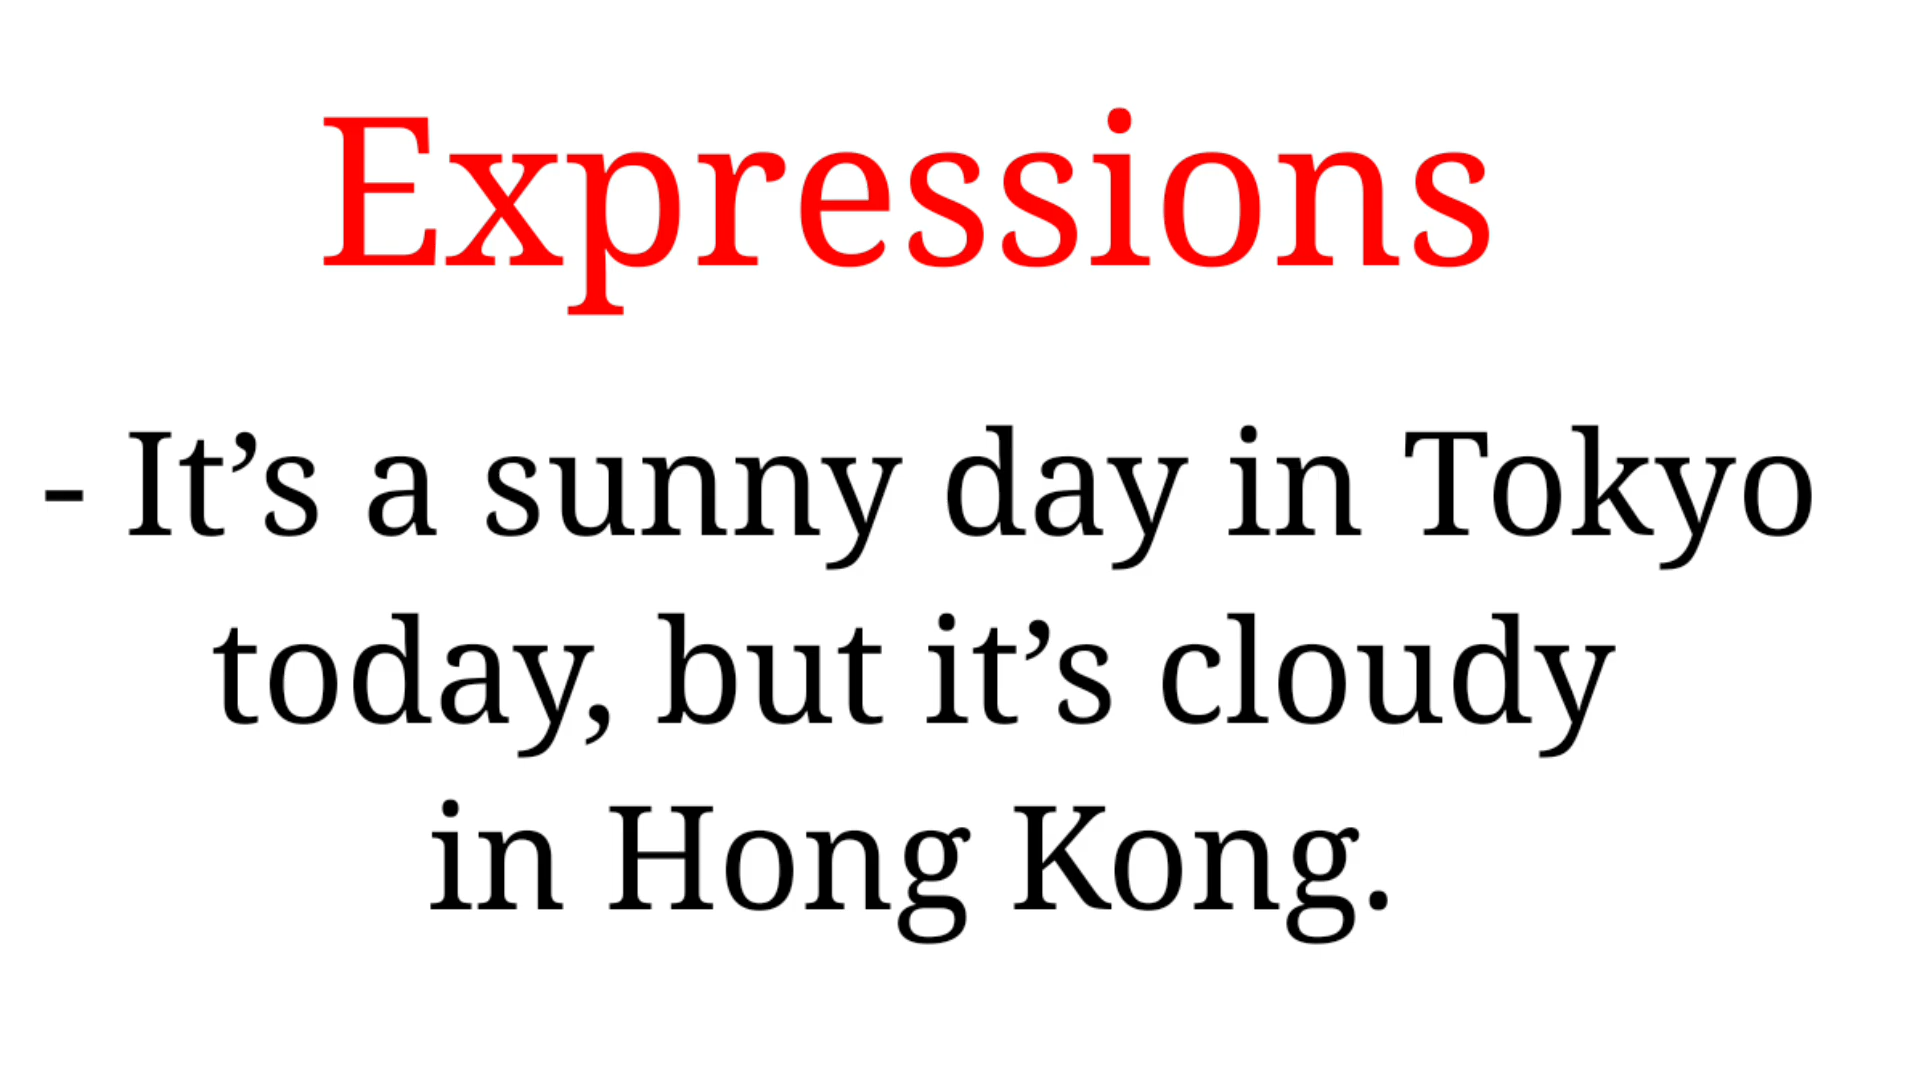 Expressions
- It’s a sunny day in Tokyo
today, but it’s cloudy
in Hong Kong.